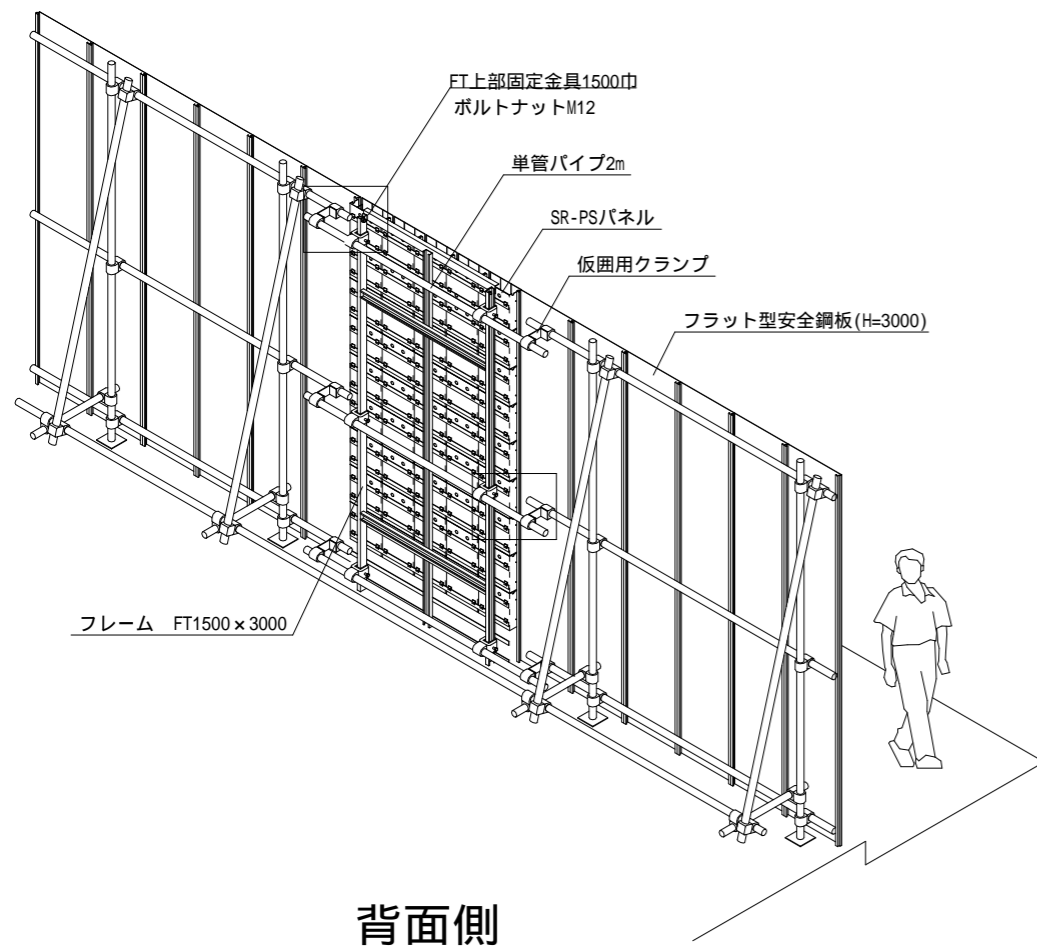 FT上部固定金具1500巾
ボルトナットM12
単管パイプ2m
SR-PSパネル
仮囲用クランプ
フラット型安全鋼板(H=3000)
フレーム　FT1500×3000
背面側